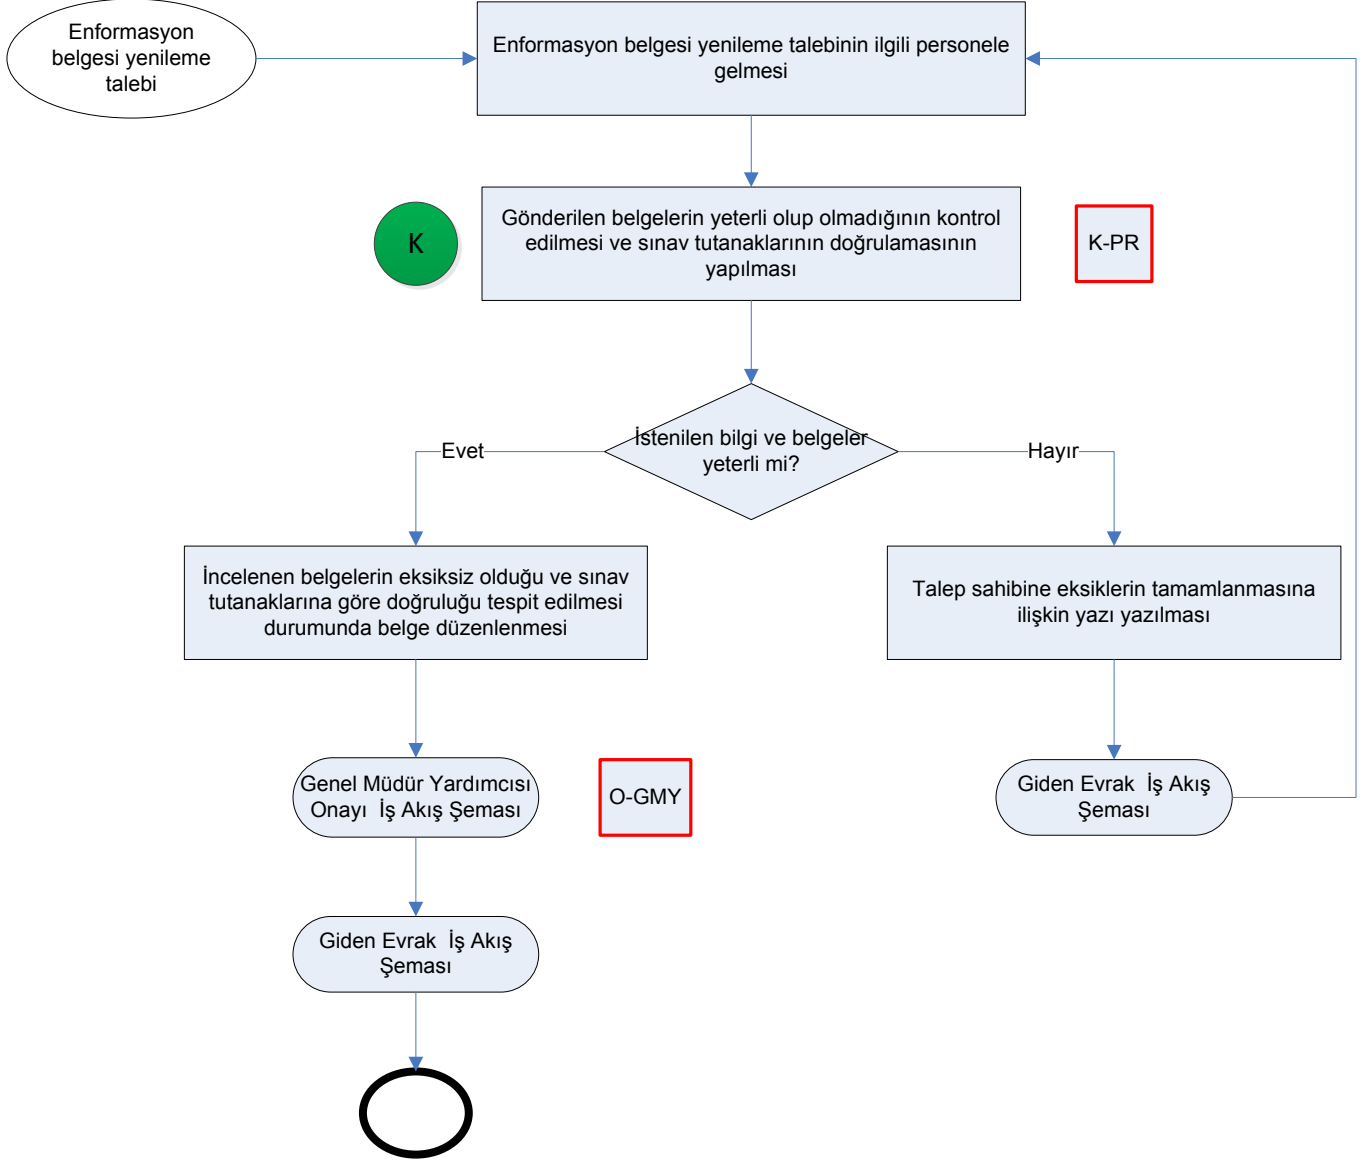 Enformasyon
belgesi yenileme
talebi
Enformasyon belgesi yenileme talebinin ilgili personele
gelmesi
K
Gönderilen belgelerin yeterli olup olmadığının kontrol
edilmesi ve sınav tutanaklarının doğrulamasının
yapılması
K-PR
İstenilen bilgi ve belgeler
yeterli mi?
Evet
Hayır
İncelenen belgelerin eksiksiz olduğu ve sınav
tutanaklarına göre doğruluğu tespit edilmesi
durumunda belge düzenlenmesi
Talep sahibine eksiklerin tamamlanmasına
ilişkin yazı yazılması
Genel Müdür Yardımcısı
Onayı İş Akış Şeması
O-GMY
Giden Evrak İş Akış
Şeması
Giden Evrak İş Akış
Şeması